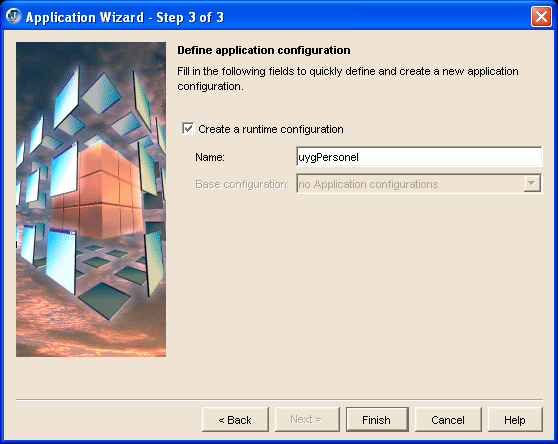 Application Wizard - Step 3 of 3
Define application configuration
Fill in the following fields to quickly define and create a new application
configuration.
Create a runtime configuration
Name: uygPersonel
Base configuration: no Application configurations
< Back Next > Finish Cancel Help